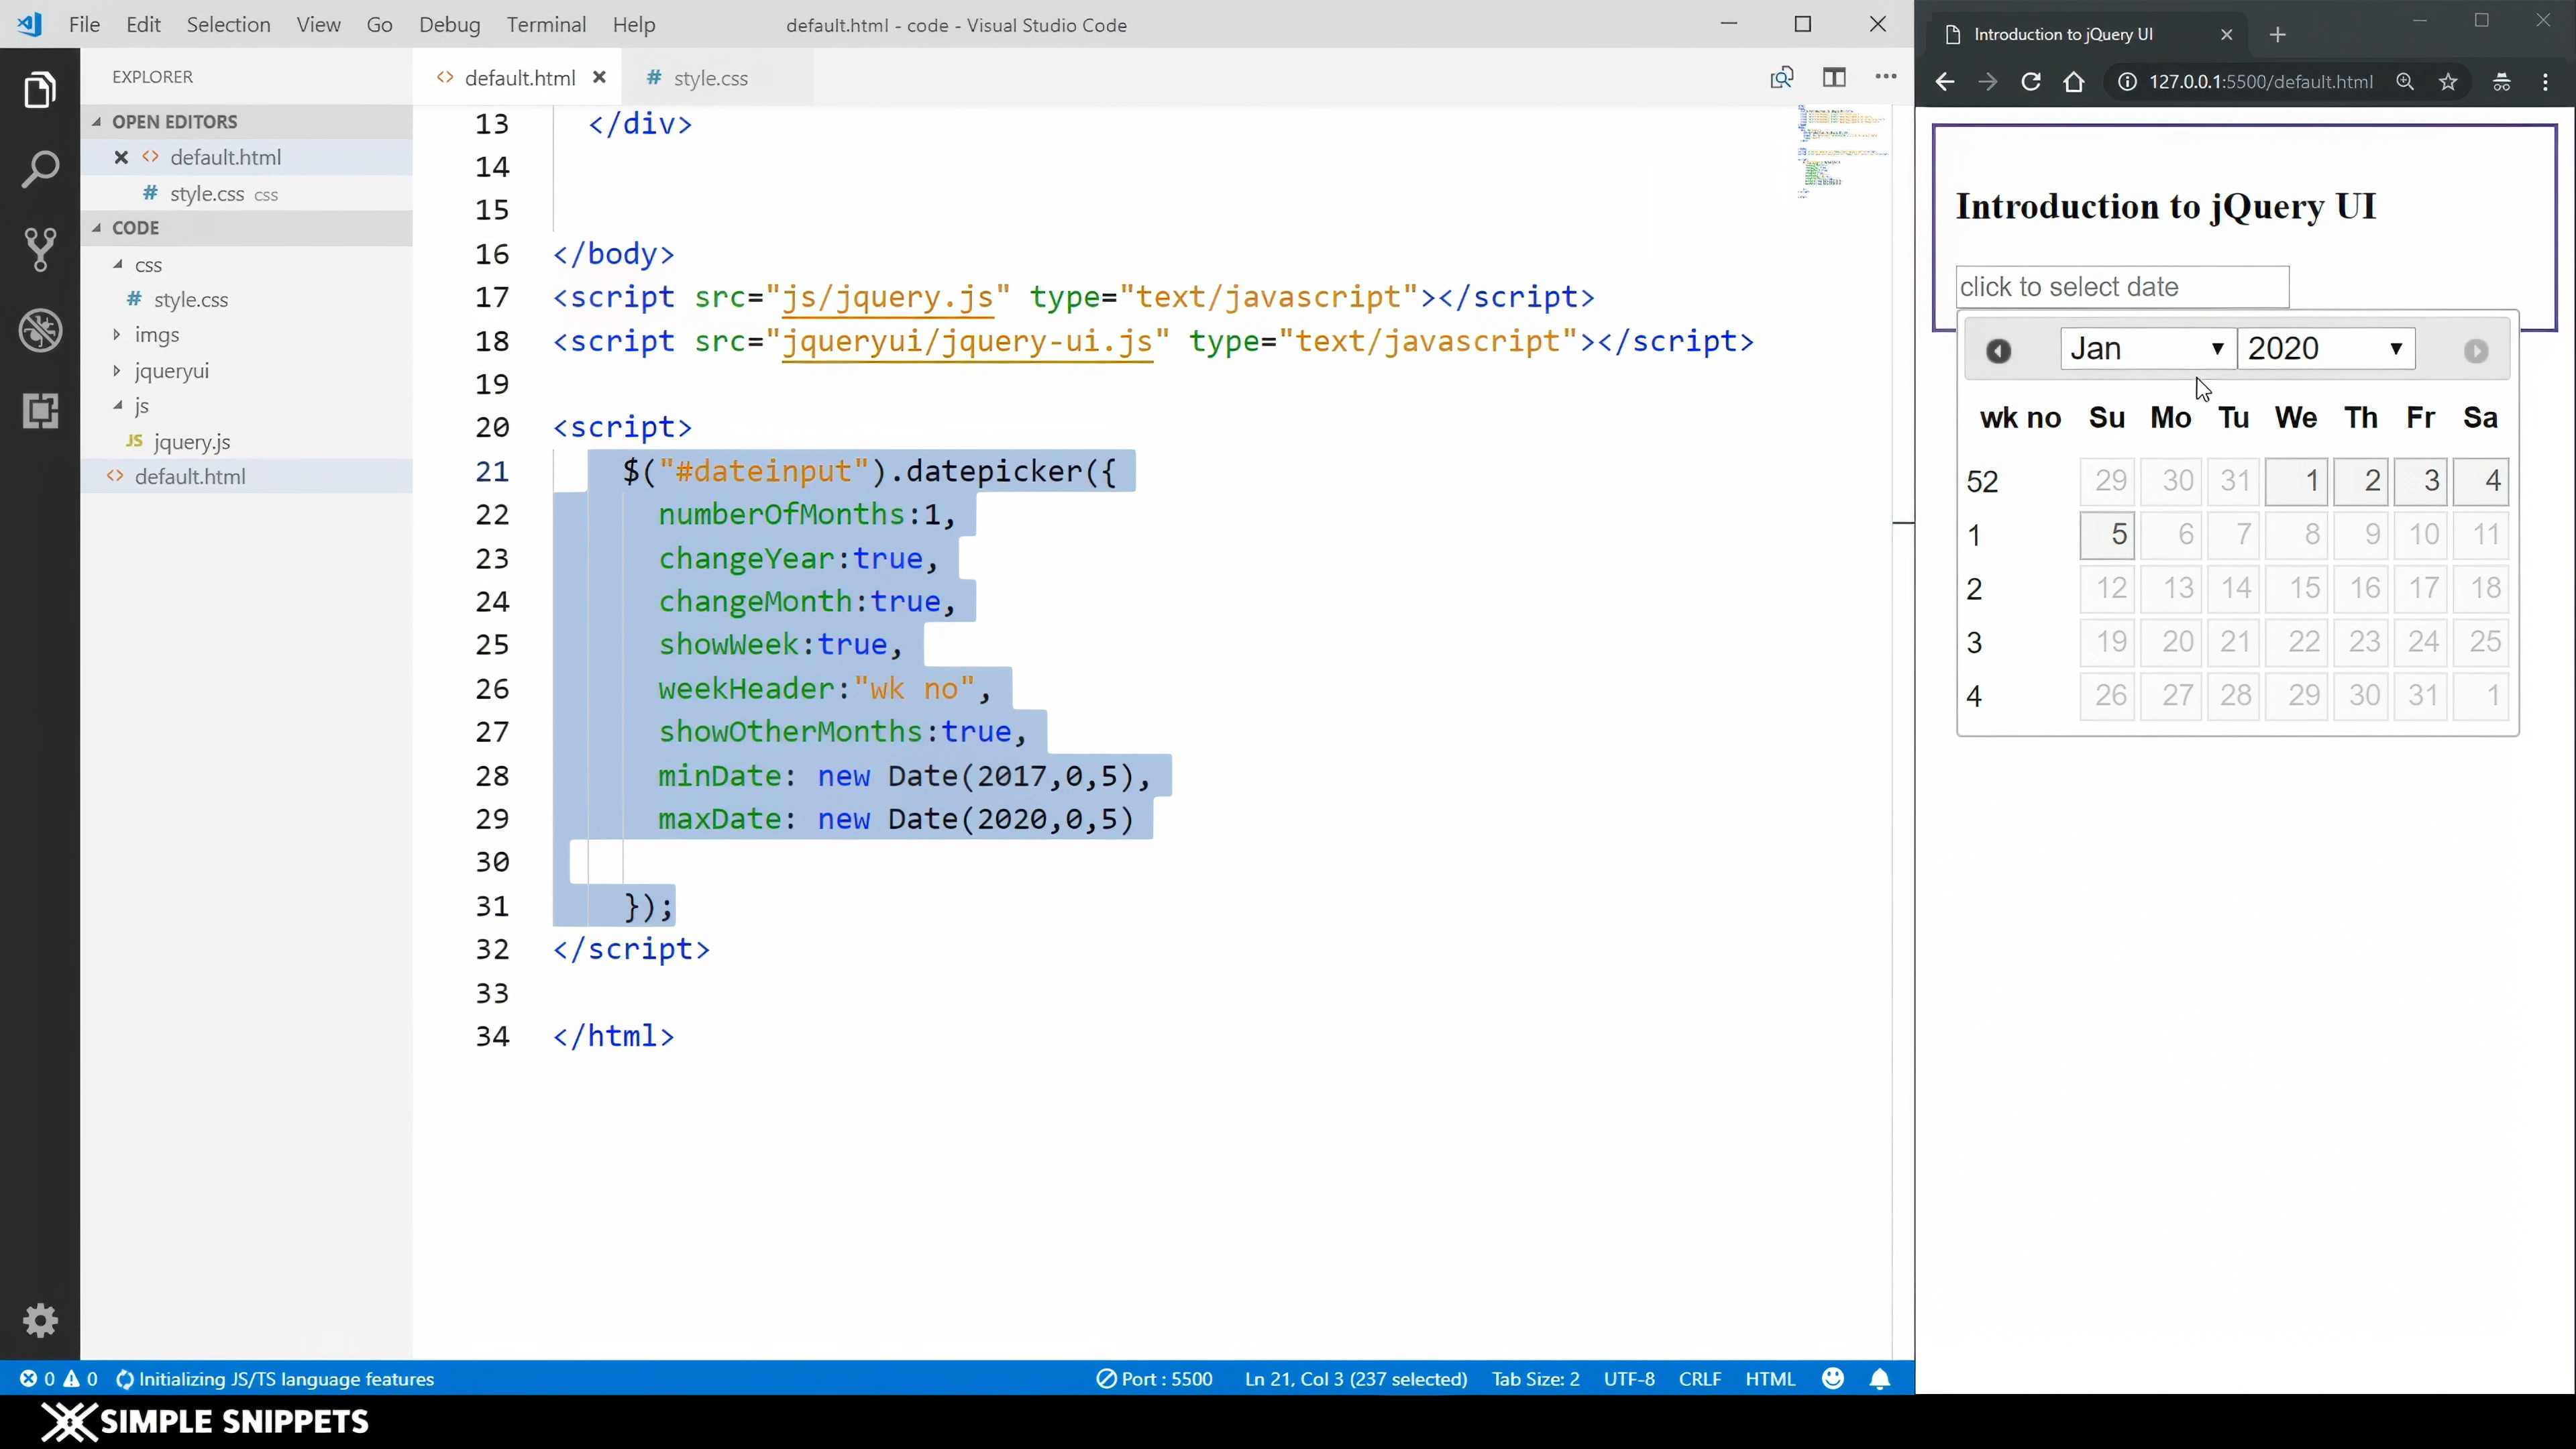 File Edit Selection View Go Debug Terminal Help
default.html - code - Visual Studio Code
EXPLORER
OPEN EDITORS
default.html
style.css css
CODE
css
style.css
imgs
jqueryui
js
JS jquery.js
default.html
default.html
# style.css
13 </div>
14
15
16 </body>
17 <script src="js/jquery.js" type="text/javascript"></script>
18 <script src="jqueryui/jquery-ui.js" type="text/javascript"></script>
19
20 <script>
21 $("#dateinput").datepicker({
22 numberOfMonths:1,
23 changeYear:true,
24 changeMonth:true,
25 showWeek:true,
26 weekHeader:"wk no",
27 showOtherMonths:true,
28 minDate: new Date(2017,0,5),
29 maxDate: new Date(2020,0,5)
30
31 });
32 </script>
33
34 </html>
0 0 Initializing JS/TS language features
Port : 5500 Ln 21, Col 3 (237 selected) Tab Size: 2 UTF-8 CRLF HTML
Introduction to jQuery UI
127.0.0.1:5500/default.html
Introduction to jQuery UI
click to select date
Jan 2020
wk no Su Mo Tu We Th Fr Sa
52 29 30 31 1 2 3 4
1 5 6 7 8 9 10 11
2 12 13 14 15 16 17 18
3 19 20 21 22 23 24 25
4 26 27 28 29 30 31 1
SIMPLE SNIPPETS